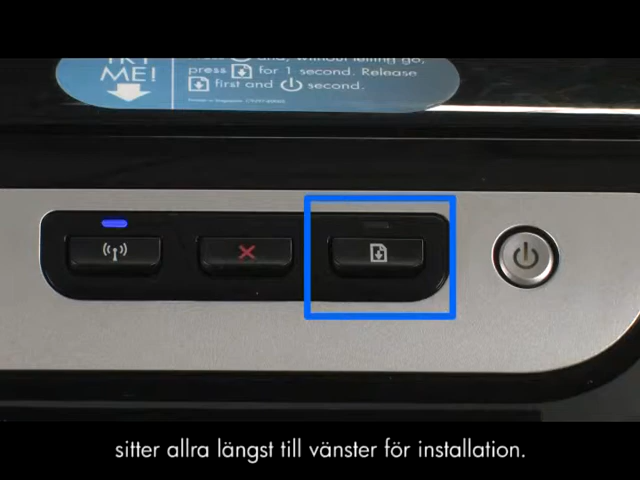 TRY
ME!
press and, without letting go,
press for 1 second. Release
first and second.
sitter allra längst till vänster för installation.